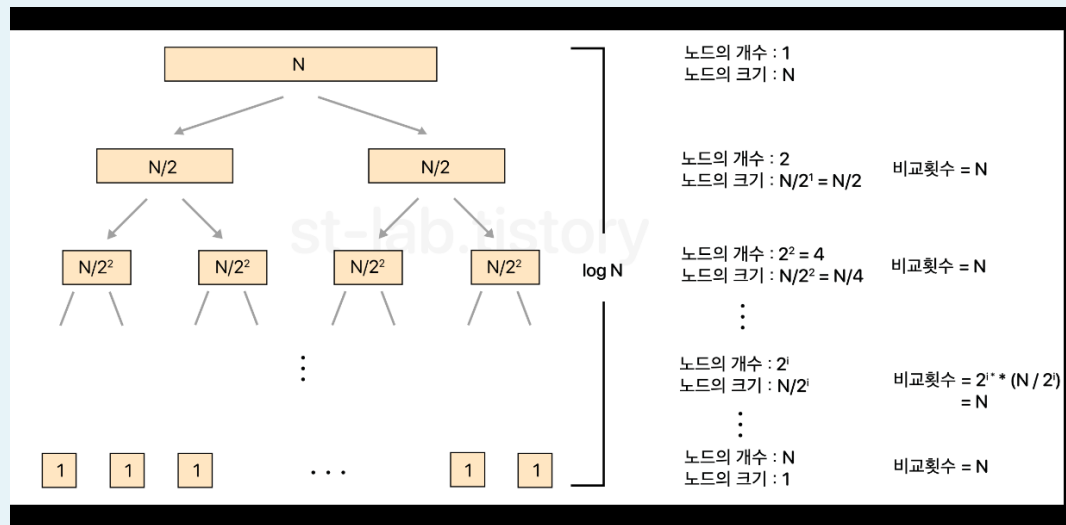 N
노드의 개수 : 1
노드의 크기 : N
N/2 N/2
노드의 개수 : 2
노드의 크기 : N/2¹ = N/2
비교횟수 = N
st-lab.tistory
N/2² N/2² N/2² N/2²
log N
노드의 개수 : 2² = 4
노드의 크기 : N/2² = N/4
비교횟수 = N
⋮
⋮
노드의 개수 : 2ⁱ
노드의 크기 : N/2ⁱ
비교횟수 = 2ⁱ* * (N / 2ⁱ)
= N
⋮
1 1 1 ... 1 1
노드의 개수 : N
노드의 크기 : 1
비교횟수 = N